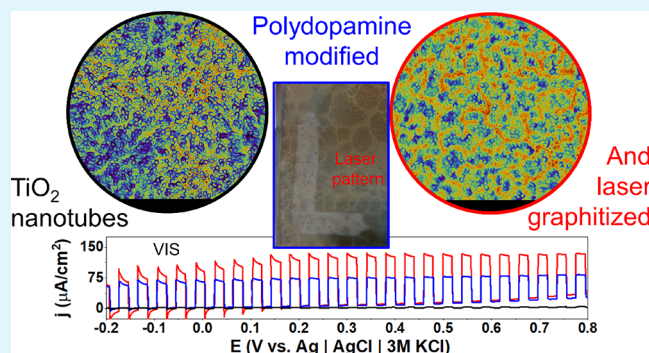 Polydopamine
modified
TiO₂
nanotubes
Laser
pattern
And
laser
graphitized
VIS
j (μA/cm²)
150
75
0
-0.2 -0.1 0.0 0.1 0.2 0.3 0.4 0.5 0.6 0.7 0.8
E (V vs. Ag | AgCl | 3M KCl)